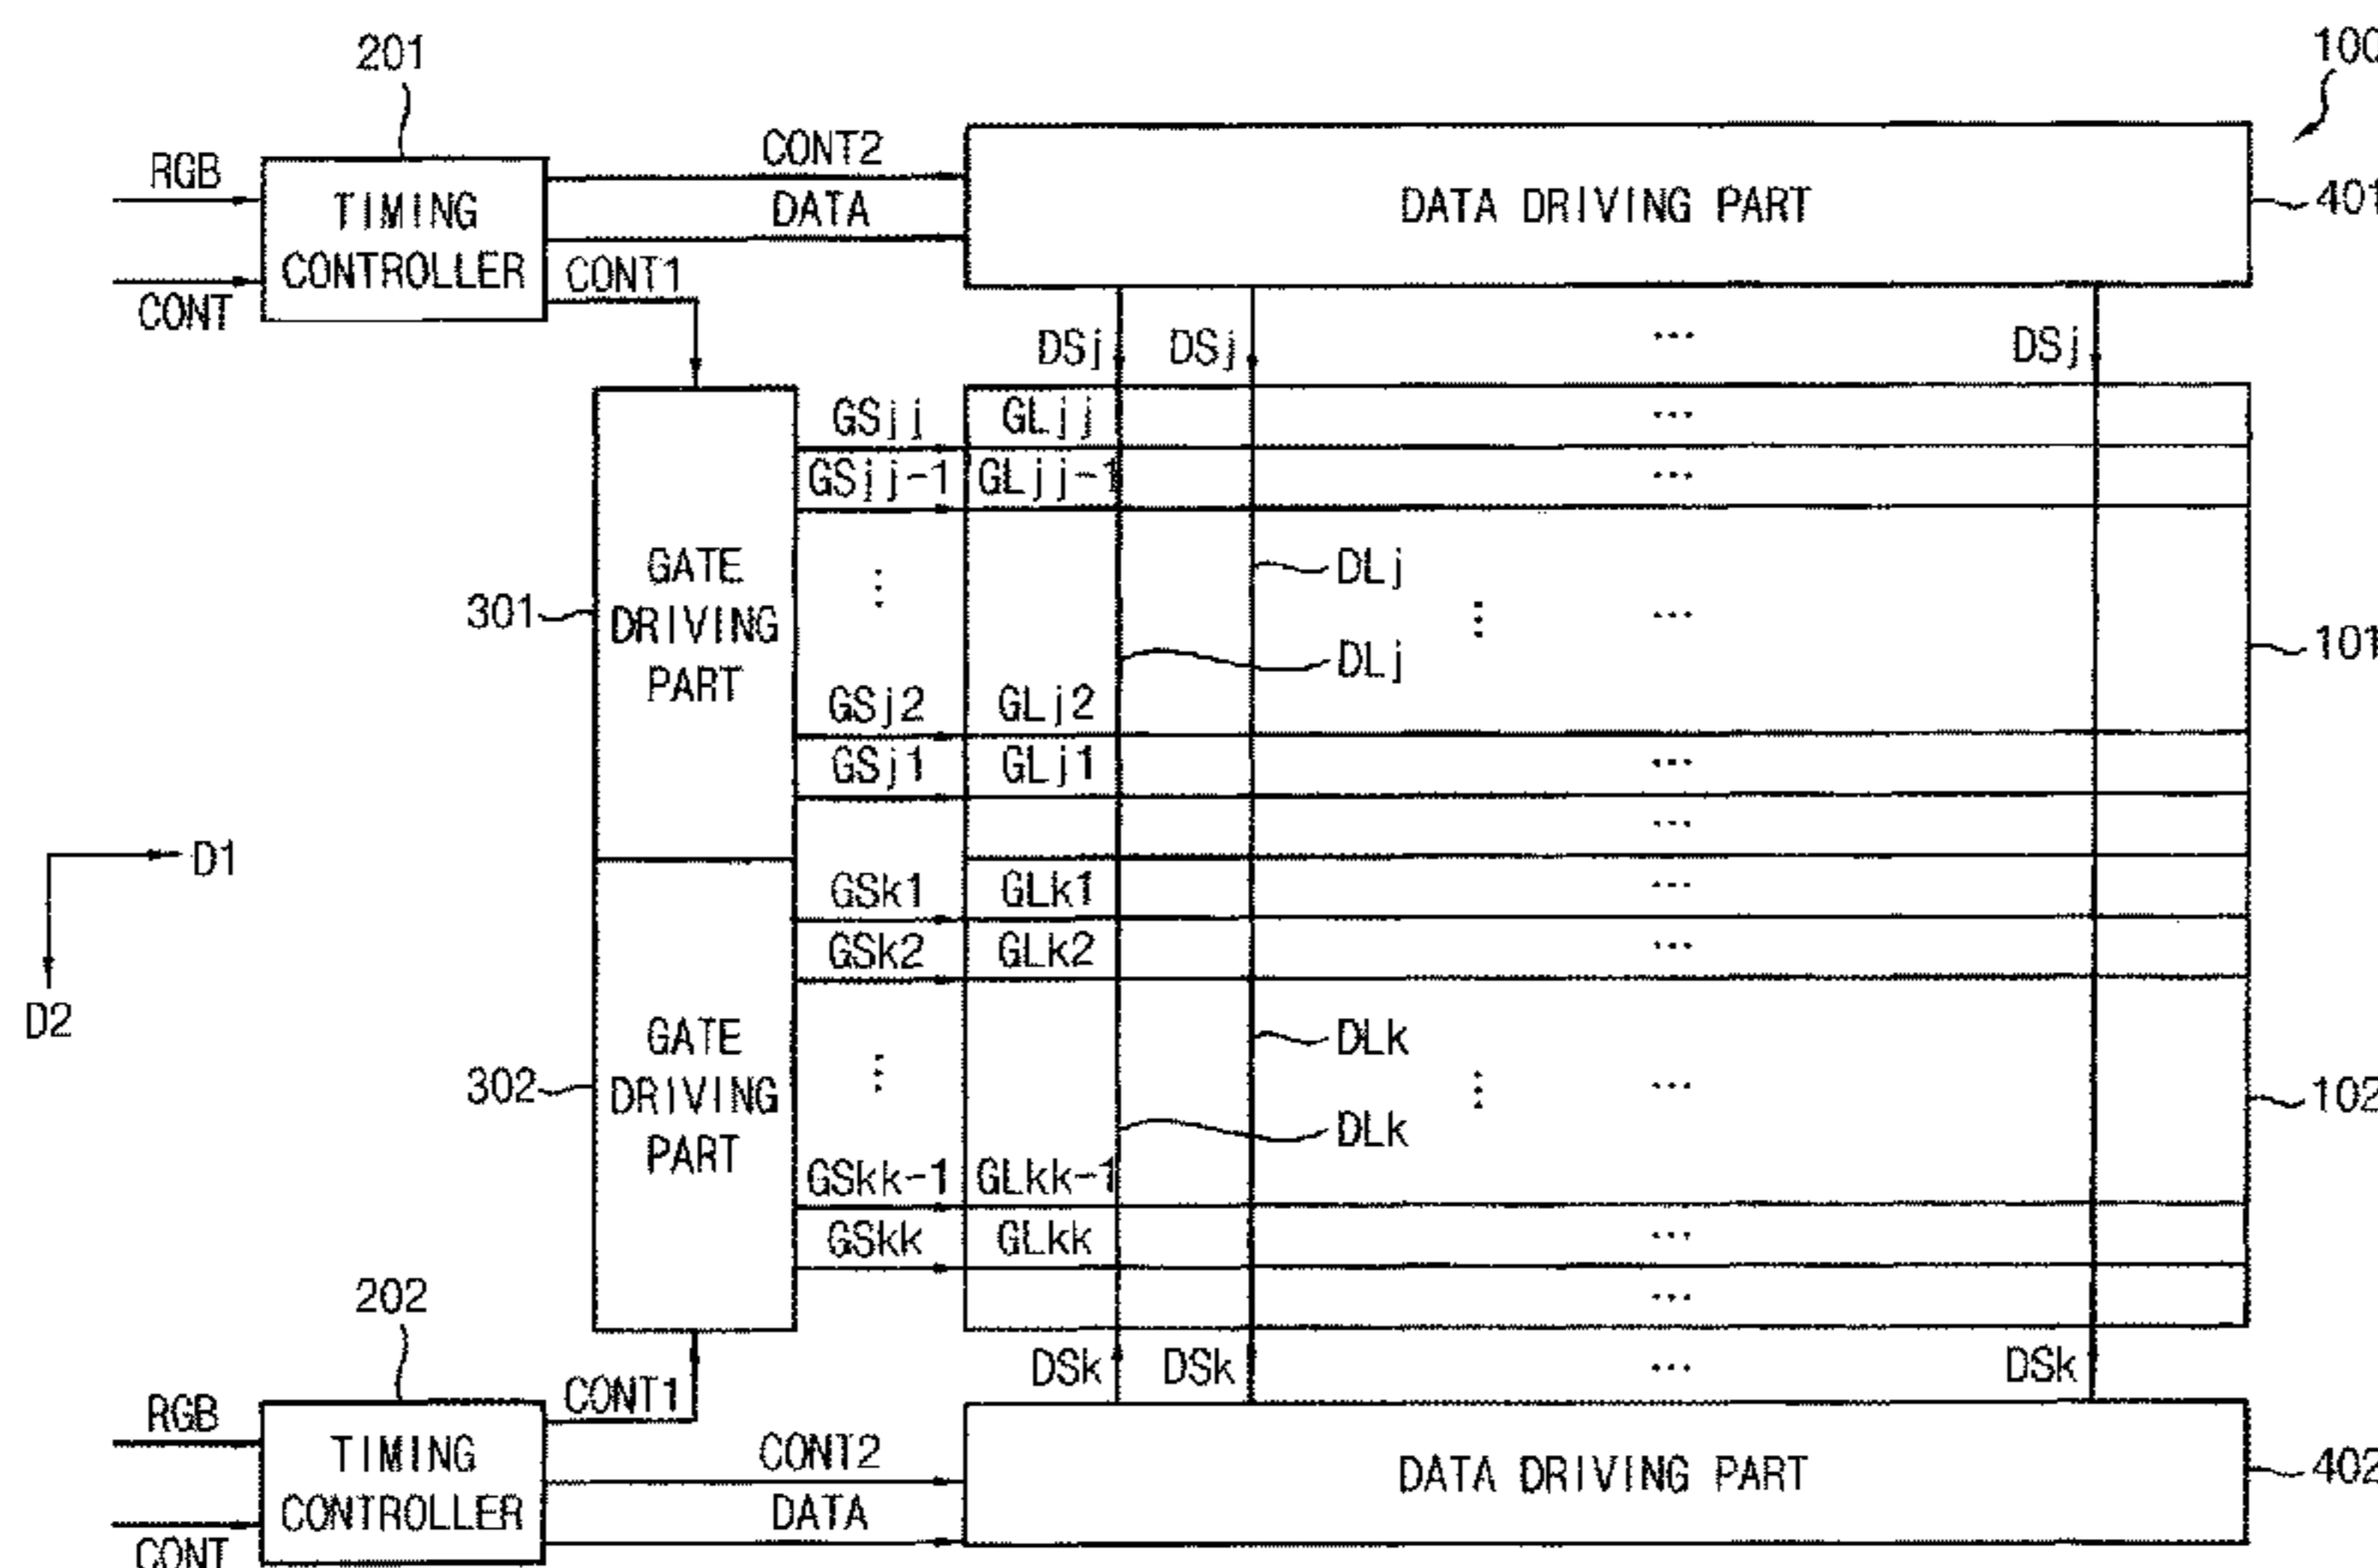 100
201
RGB
TIMING
CONTROLLER
CONT
CONT2
DATA
CONT1
DATA DRIVING PART
401
DSj DSj ... DSj
GSjj GLjj ...
GSjj-1 GLjj-1 ...
301
GATE
DRIVING
PART
DLj
DLj
101
GSj2 GLj2
GSj1 GLj1 ...
...
D1
D2
GSk1 GLk1 ...
GSk2 GLk2 ...
302
GATE
DRIVING
PART
DLk
DLk
102
GSkk-1 GLkk-1
GSkk GLkk ...
...
DSk DSk ... DSk
202
RGB
TIMING
CONTROLLER
CONT
CONT1
CONT2
DATA
DATA DRIVING PART
402